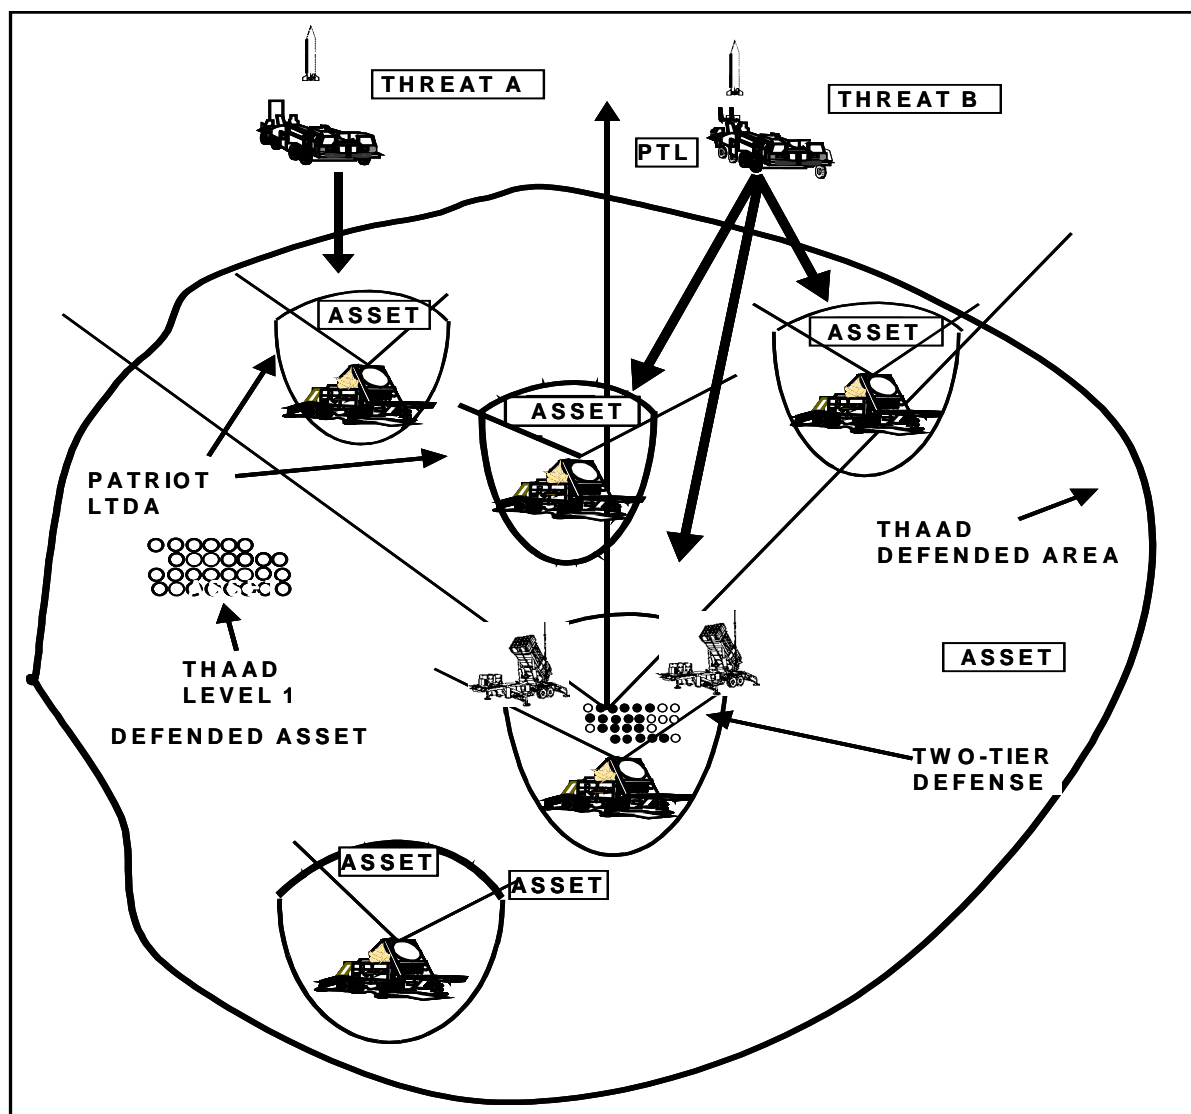 THREAT A
THREAT B
PTL
ASSET
ASSET
ASSET
PATRIOT
LTDA
THAAD
DEFENDED AREA
ASSET
THAAD
LEVEL 1
DEFENDED ASSET
ASSET
TWO-TIER
DEFENSE
ASSET
ASSET